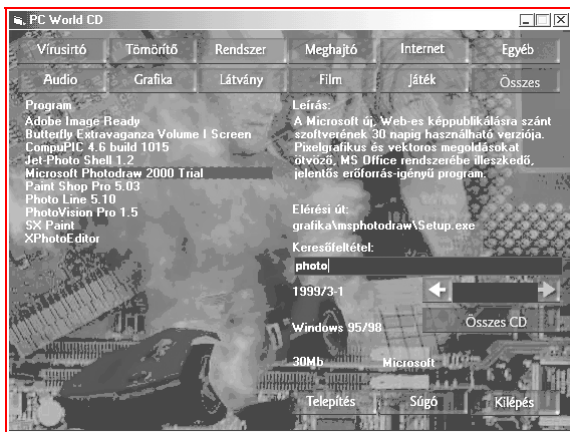 PC World CD
Vírusirtó Tömörítő Rendszer Meghajtó Internet Egyéb
Audio Grafika Látvány Film Játék Összes
Program
Adobe Image Ready
Butterfly Extravaganza Volume I Screen
CompuPIC 4.6 build 1015
Jet-Photo Shell 1.2
Microsoft Photodraw 2000 Trial
Paint Shop Pro 5.03
Photo Line 5.10
PhotoVision Pro 1.5
SX Paint
XPhotoEditor
Leírás:
A Microsoft új, Web-es képpublikálásra szánt
szoftverének 30 napig használható verziója.
Pixelgrafikus és vektoros megoldásokat
ötvöző, MS Office rendszerébe illeszkedő,
jelentős erőforrás-igényű program.
Elérési út:
grafika\msphotodraw\Setup.exe
Keresőfeltétel:
photo
1999/3-1
Windows 95/98
Összes CD
30Mb Microsoft
Telepítés Súgó Kilépés